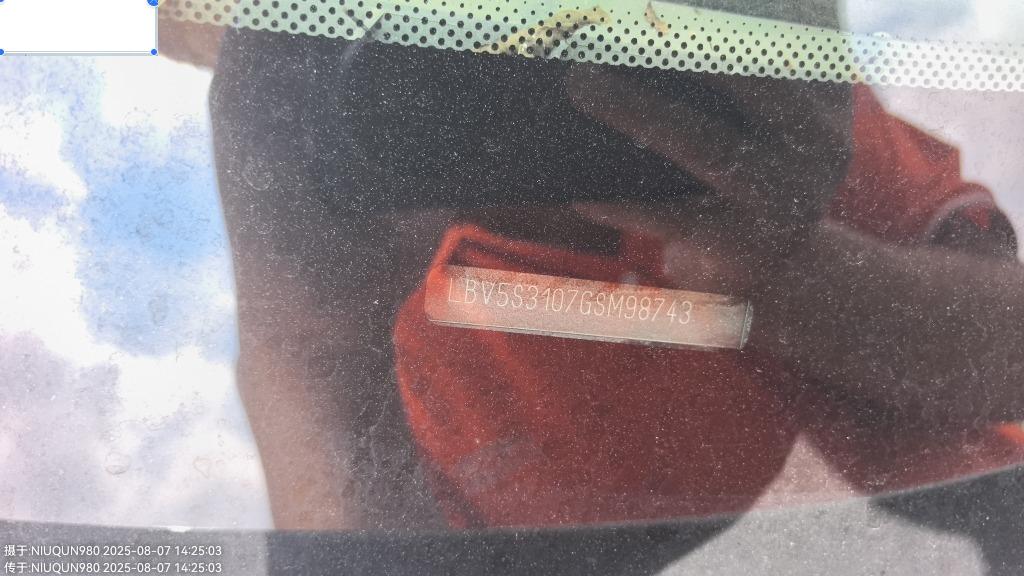 LBV5S3107GSM98743
摄于:NIUQUN980 2025-08-07 14:25:03
传于:NIUQUN980 2025-08-07 14:25:03